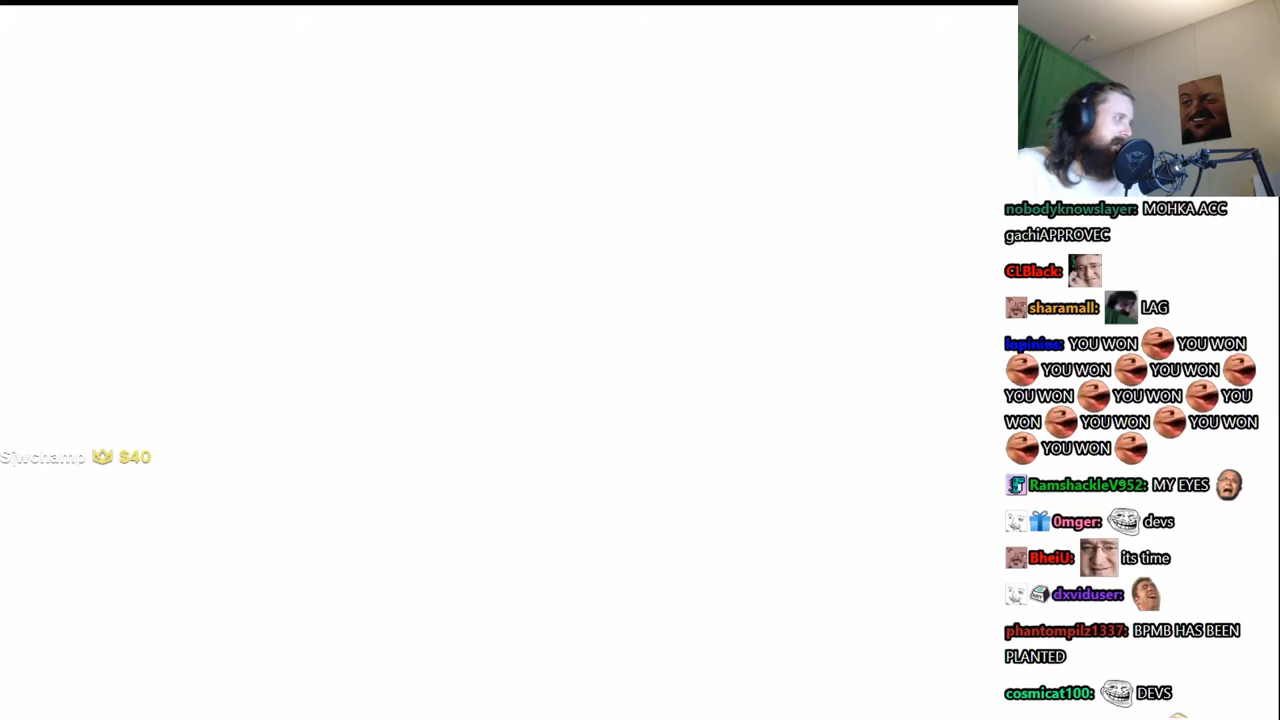 nobodyknowslayer: MOHKA ACC
gachiAPPROVEC
CLBlack:
sharamall: LAG
lopinios: YOU WON YOU WON
YOU WON YOU WON
YOU WON YOU WON YOU
WON YOU WON YOU WON
YOU WON
Sjwchamp $40
RamshackleV952: MY EYES
0mger: devs
BheiU: its time
dxviduser:
phantompilz1337: BPMB HAS BEEN
PLANTED
cosmicat100: DEVS